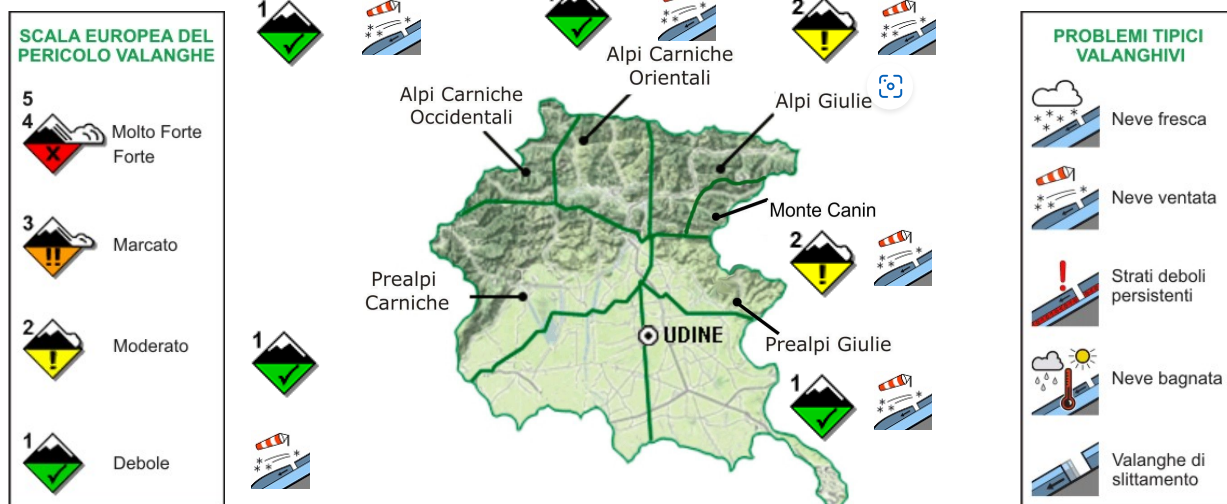 SCALA EUROPEA DEL
PERICOLO VALANGHE
5
4
Molto Forte
Forte
X
3
Marcato
!!
2
Moderato
!
1
Debole
1
1
2
!
Alpi Carniche
Orientali
Alpi Carniche
Occidentali
Alpi Giulie
Monte Canin
2
!
Prealpi
Carniche
1
UDINE
Prealpi Giulie
1
PROBLEMI TIPICI
VALANGHIVI
Neve fresca
Neve ventata
!
Strati deboli
persistenti
Neve bagnata
Valanghe di
slittamento